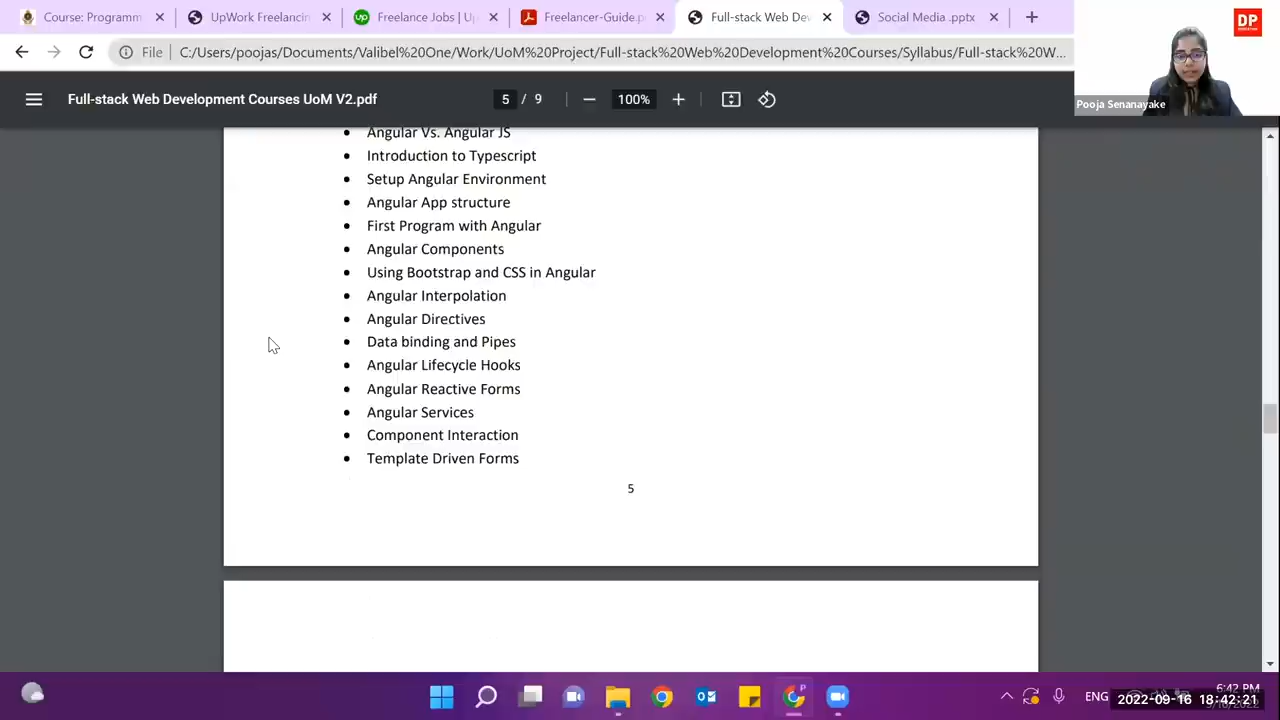 Course: Programm
UpWork Freelancin
Freelance Jobs | Up
Freelancer-Guide.p
Full-stack Web Dev
Social Media .pptx
File
C:/Users/poojas/Documents/Valibel%20One/Work/UoM%20Project/Full-stack%20Web%20Development%20Courses/Syllabus/Full-stack%20W...
DP
Pooja Senanayake
Full-stack Web Development Courses UoM V2.pdf
5 / 9
100%
Angular Vs. Angular JS
• Introduction to Typescript
• Setup Angular Environment
• Angular App structure
• First Program with Angular
• Angular Components
• Using Bootstrap and CSS in Angular
• Angular Interpolation
• Angular Directives
• Data binding and Pipes
• Angular Lifecycle Hooks
• Angular Reactive Forms
• Angular Services
• Component Interaction
• Template Driven Forms
5
ENG
6:42 PM
2022-09-16 18:42:21